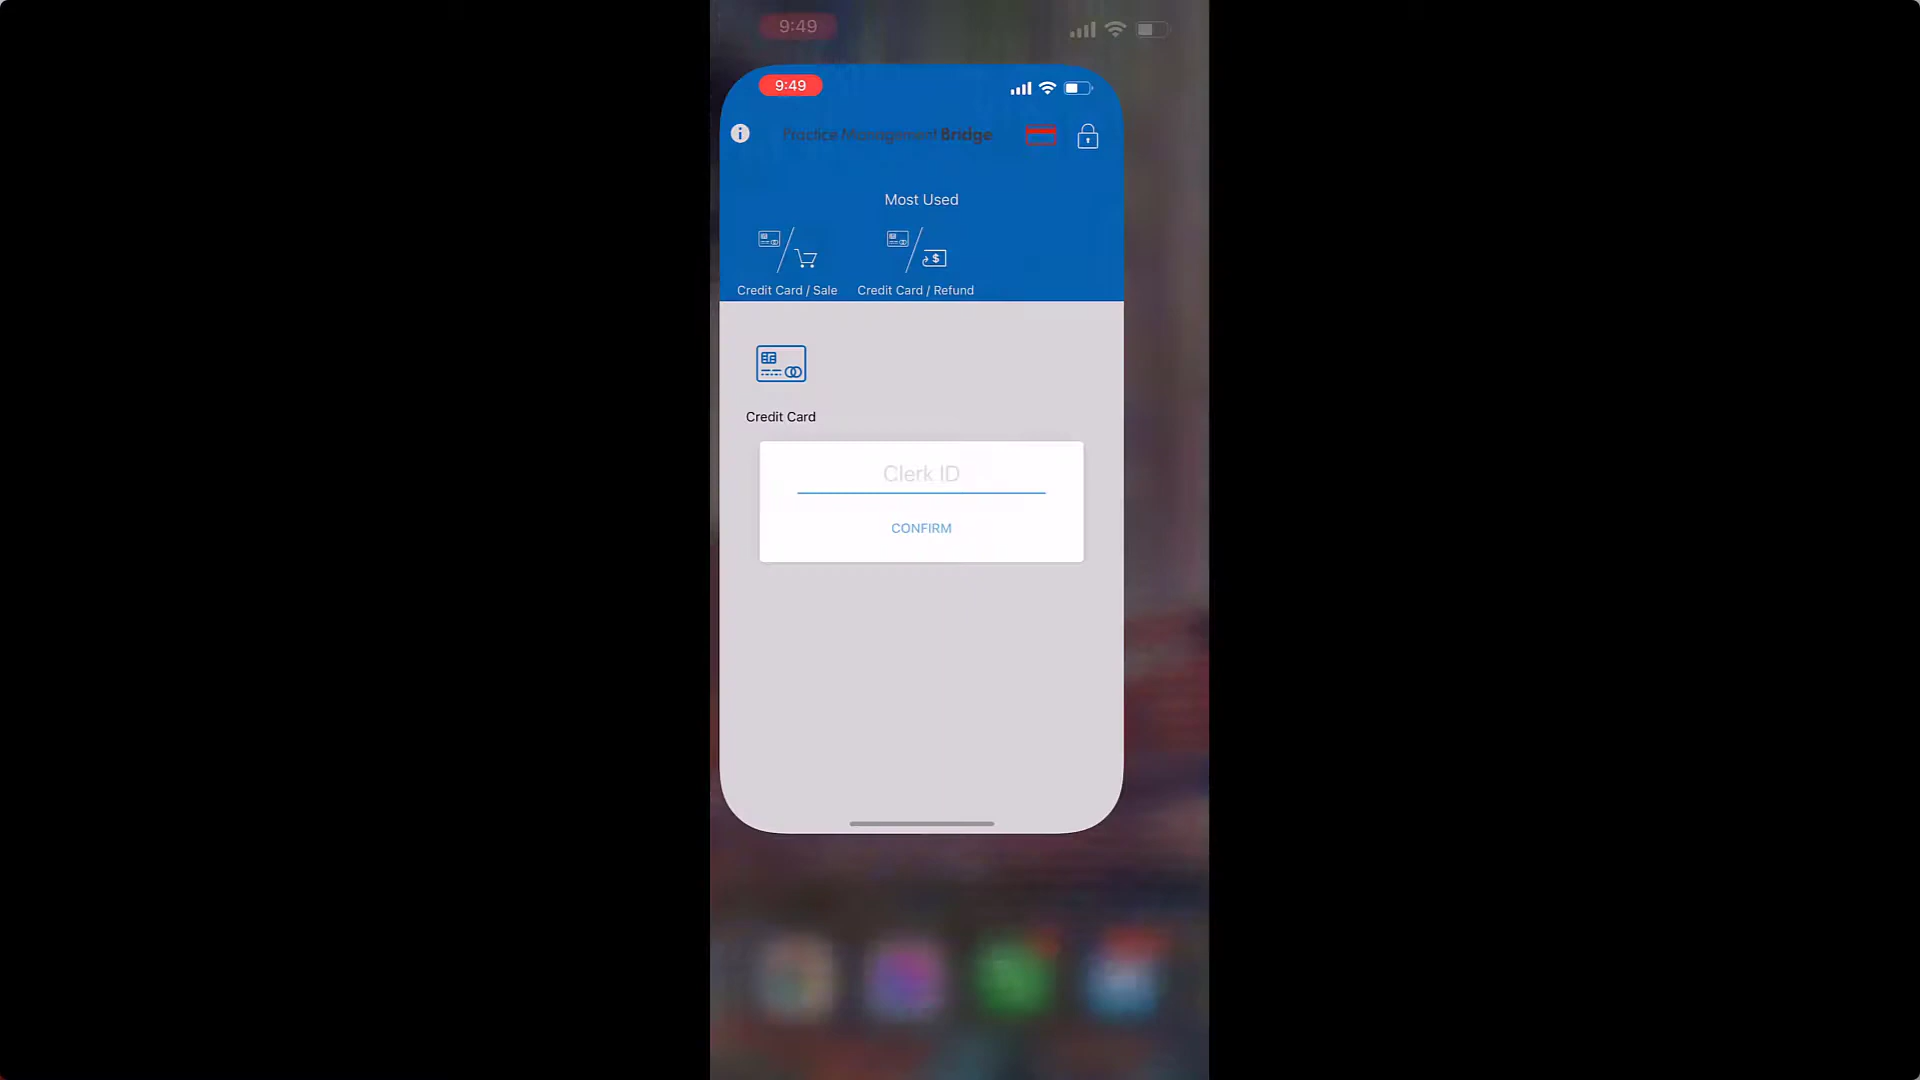 9:49
9:49
Practice Management Bridge
Most Used
Credit Card / Sale
Credit Card / Refund
Credit Card
Clerk ID
CONFIRM